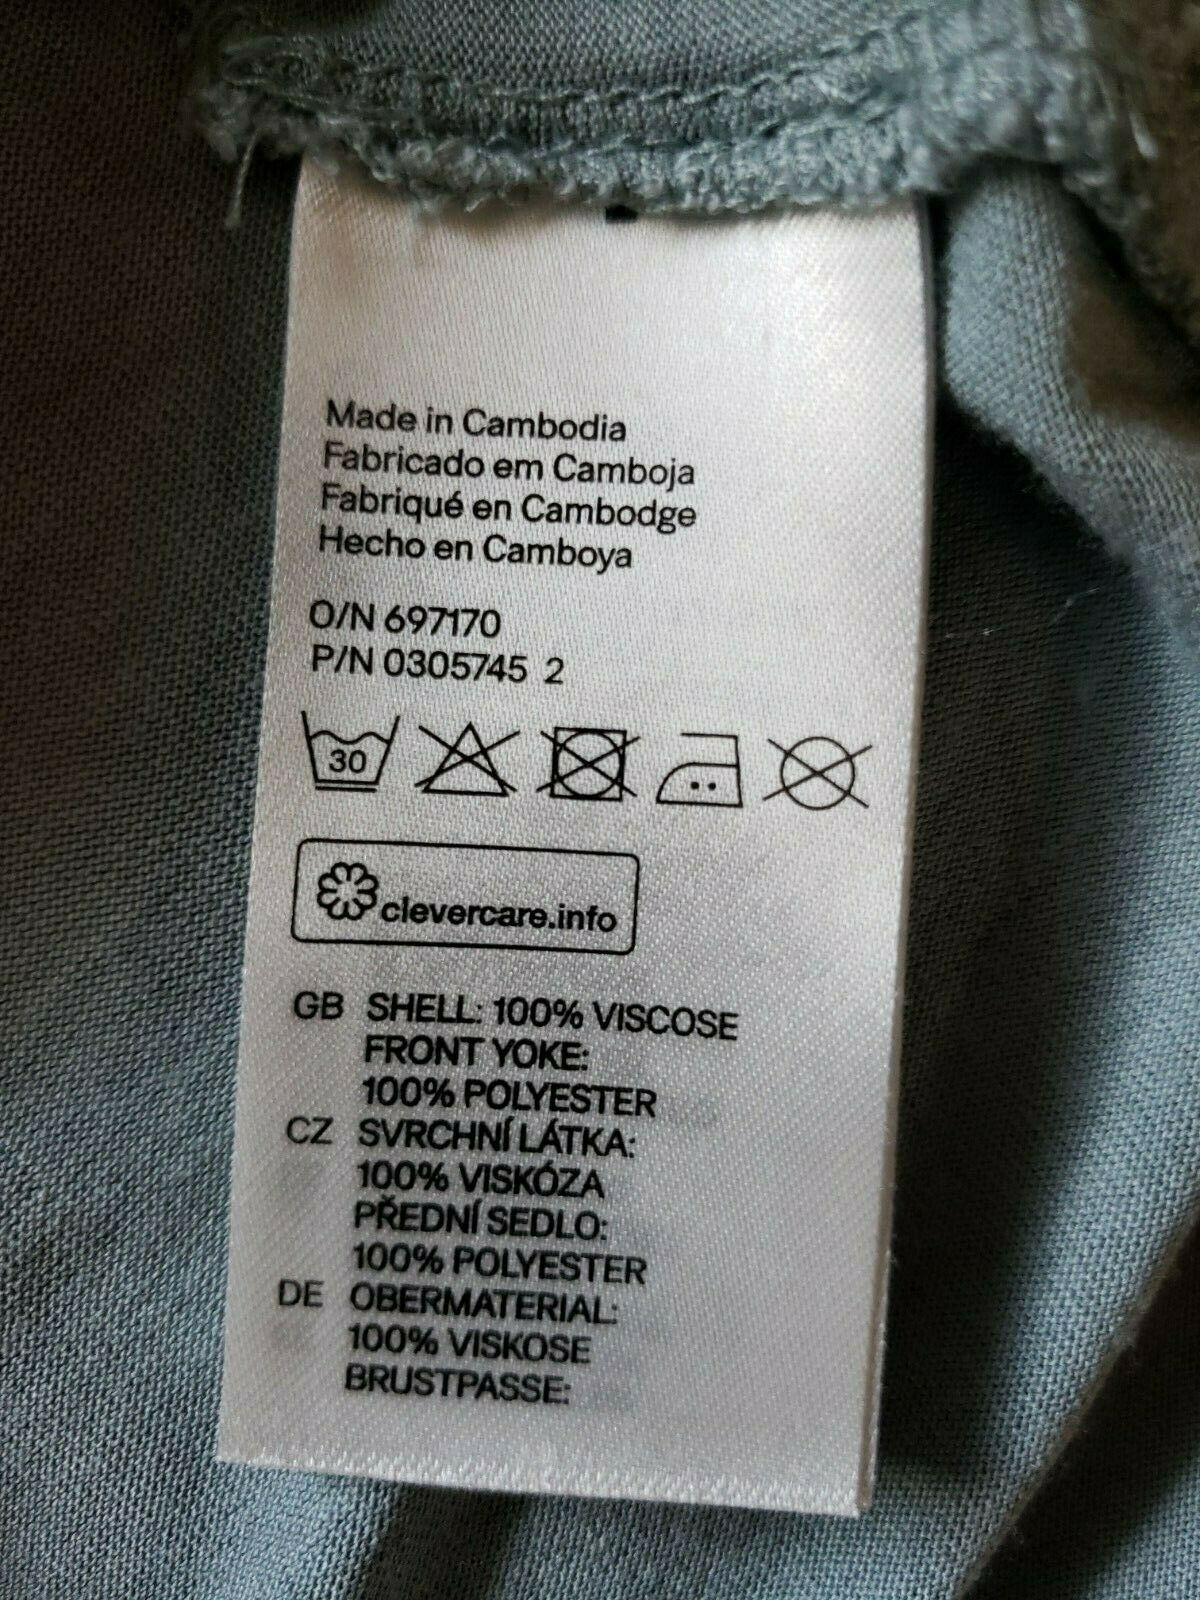 Made in Cambodia
Fabricado em Camboja
Fabriqué en Cambodge
Hecho en Camboya
O/N 697170
P/N 0305745 2
30
clevercare.info
GB SHELL: 100% VISCOSE
FRONT YOKE:
100% POLYESTER
CZ SVRCHNÍ LÁTKA:
100% VISKÓZA
PŘEDNÍ SEDLO:
100% POLYESTER
DE OBERMATERIAL:
100% VISKOSE
BRUSTPASSE: